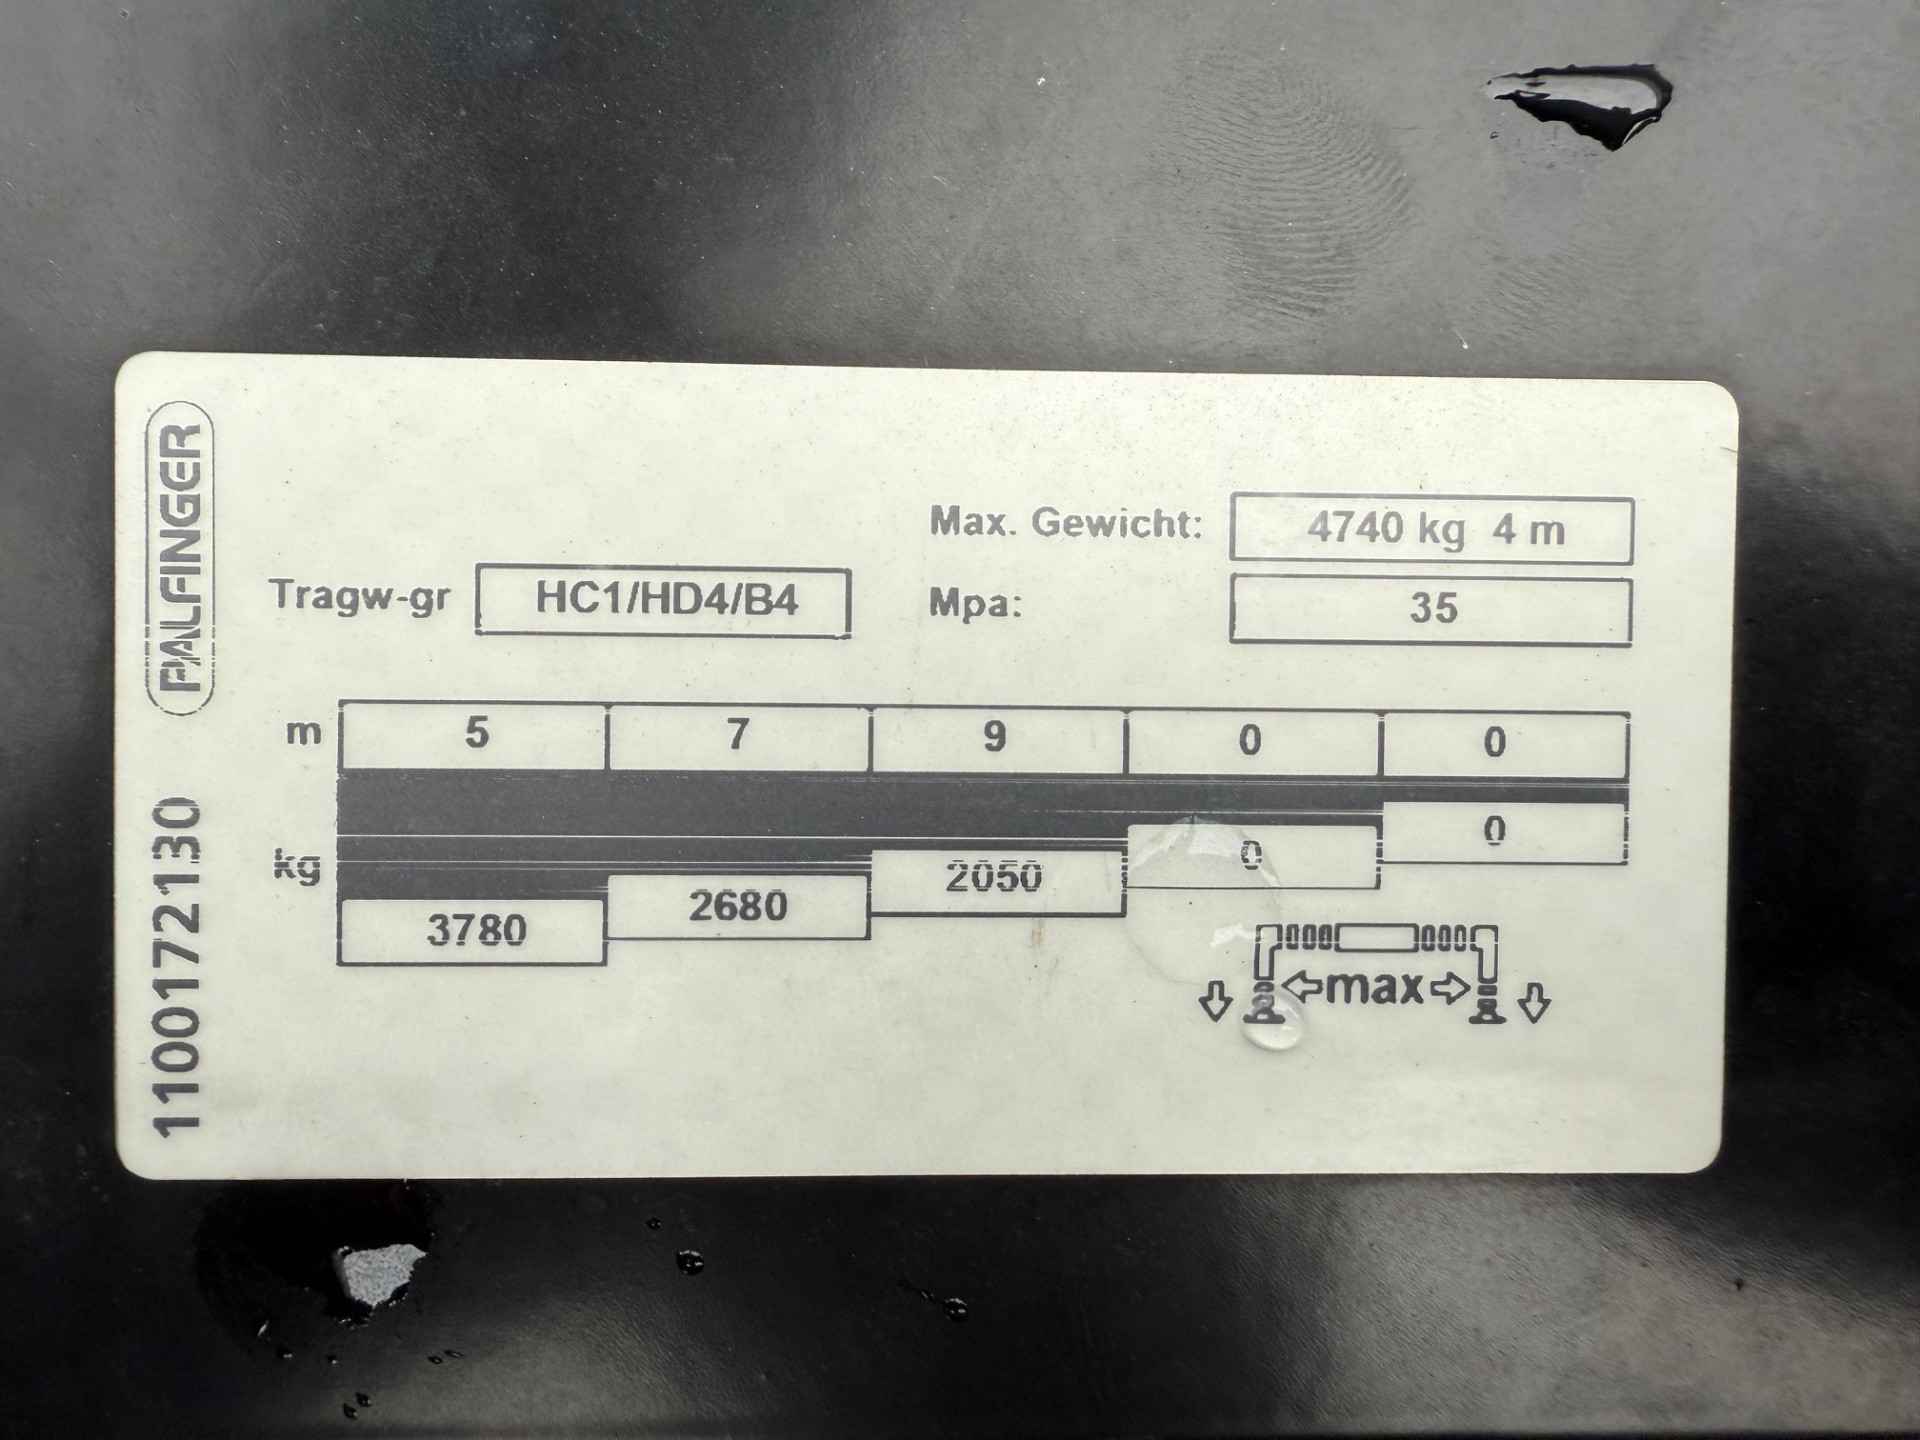 PALFINGER
Max. Gewicht: 4740 kg 4 m
Tragw-gr HC1/HD4/B4 Mpa: 35
m 5 7 9 0 0
kg 3780 2680 2050 0 0
max
1100172130